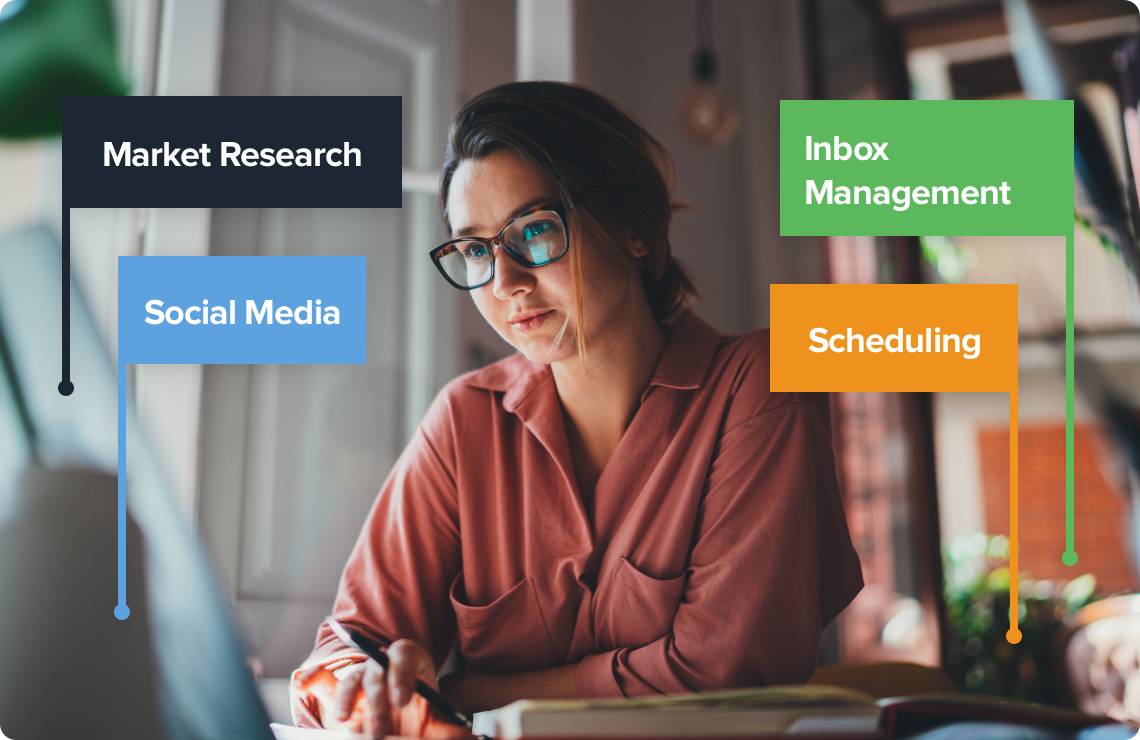 Market Research
Social Media
Inbox
Management
Scheduling